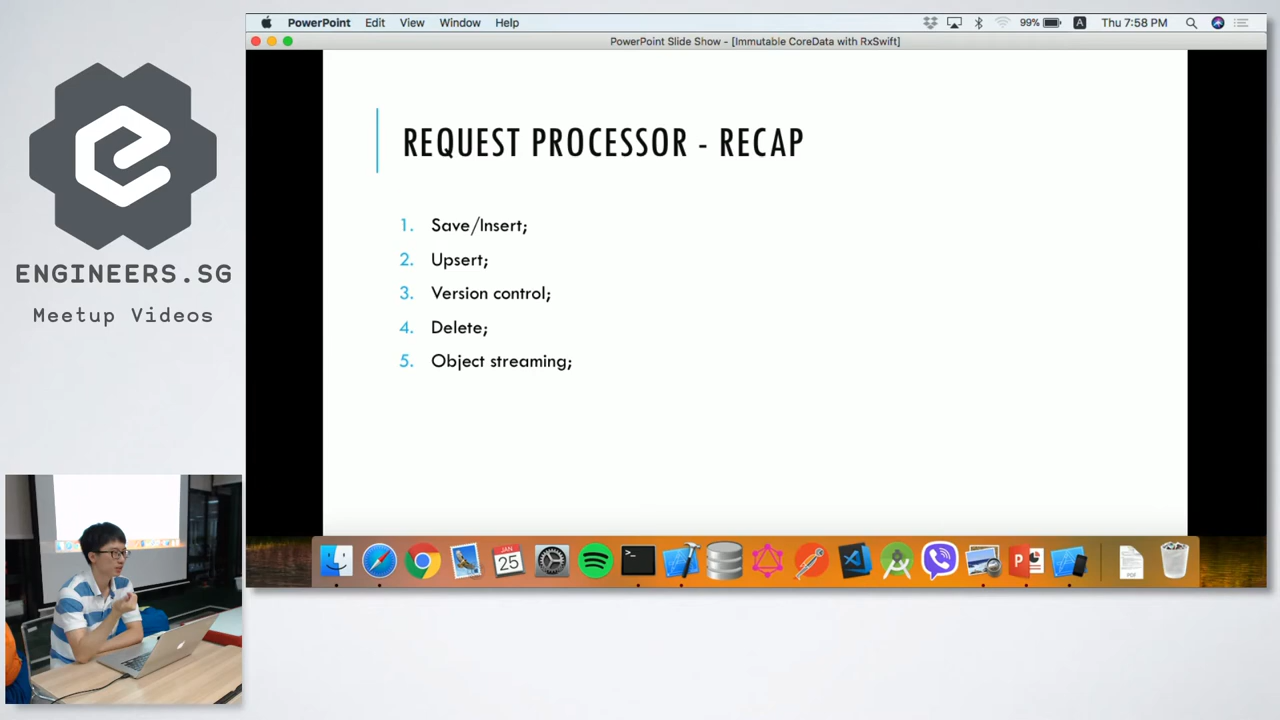 PowerPoint Edit View Window Help 99% A Thu 7:58 PM
PowerPoint Slide Show - [Immutable CoreData with RxSwift]
ENGINEERS.SG
Meetup Videos
REQUEST PROCESSOR - RECAP
1. Save/Insert;
2. Upsert;
3. Version control;
4. Delete;
5. Object streaming;
JAN
25
>_
P
PDF